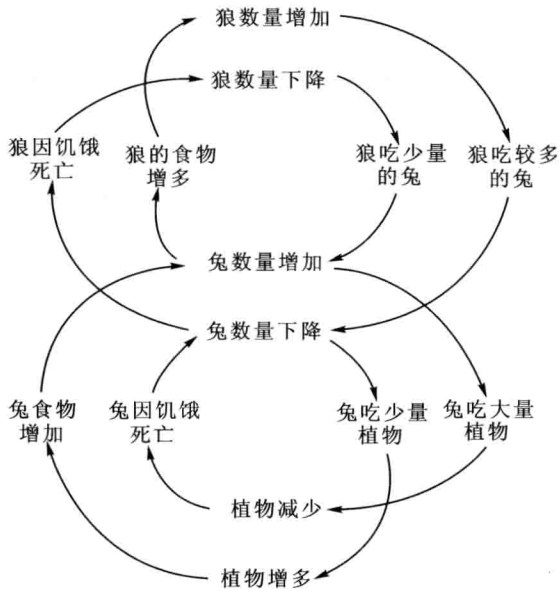 狼数量增加
狼数量下降
狼因饥饿
死亡
狼的食物
增多
狼吃少量
的兔
狼吃较多
的兔
兔数量增加
兔数量下降
兔食物
增加
兔因饥饿
死亡
兔吃少量
植物
兔吃大量
植物
植物减少
植物增多